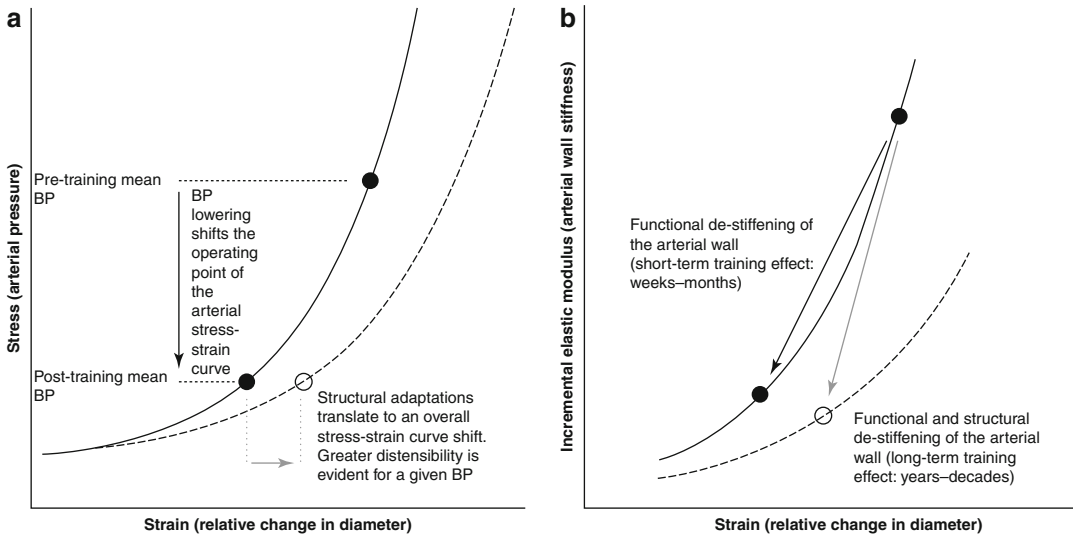 a
Stress (arterial pressure)
Pre-training mean
BP
BP
lowering
shifts the
operating
point of
the
arterial
stress-
strain
curve
Post-training mean
BP
Structural adaptations
translate to an overall
stress-strain curve shift.
Greater distensibility is
evident for a given BP
Strain (relative change in diameter)
b
Incremental elastic modulus (arterial wall stiffness)
Functional de-stiffening of
the arterial wall
(short-term training effect:
weeks–months)
Functional and structural
de-stiffening of the arterial
wall (long-term training
effect: years–decades)
Strain (relative change in diameter)